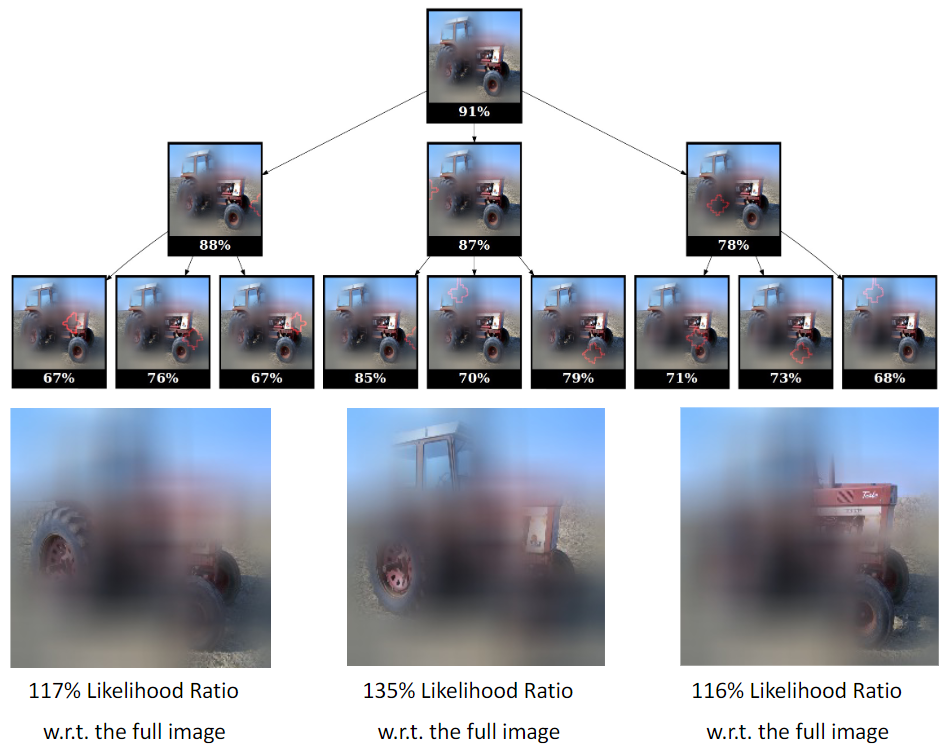 91%
88%
87%
78%
67%
76%
67%
85%
70%
79%
71%
73%
68%
117% Likelihood Ratio
w.r.t. the full image
135% Likelihood Ratio
w.r.t. the full image
116% Likelihood Ratio
w.r.t. the full image